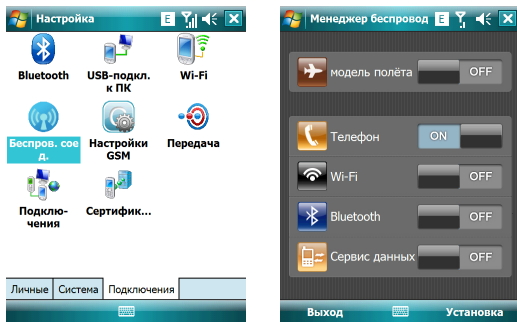 Настройка E
Bluetooth
USB-подкл.
к ПК
Wi-Fi
Беспров. сое
д.
Настройки
GSM
Передача
Подклю-
чения
Сертифик...
Личные Система Подключения
Менеджер беспровод E
модель полёта OFF
Телефон ON
Wi-Fi OFF
Bluetooth OFF
Сервис данных OFF
Выход Установка